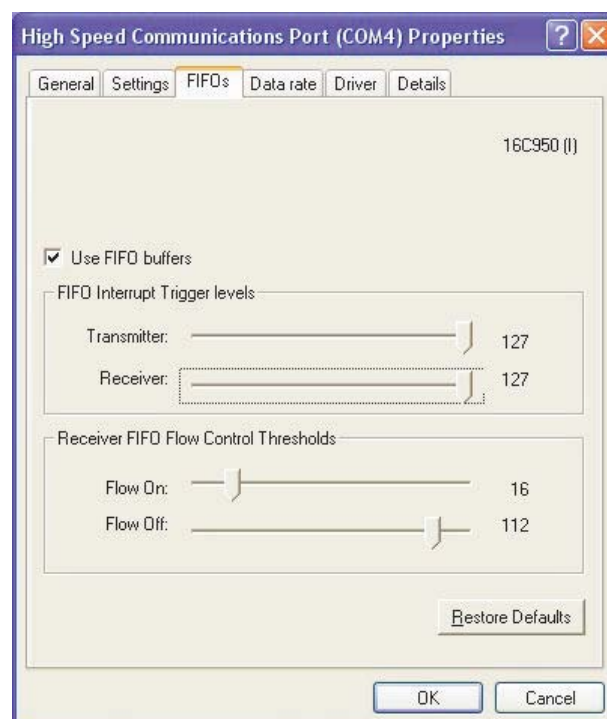 High Speed Communications Port (COM4) Properties
General Settings FIFOs Data rate Driver Details
16C950 (I)
Use FIFO buffers
FIFO Interrupt Trigger levels
Transmitter: 127
Receiver: 127
Receiver FIFO Flow Control Thresholds
Flow On: 16
Flow Off: 112
Restore Defaults
OK Cancel